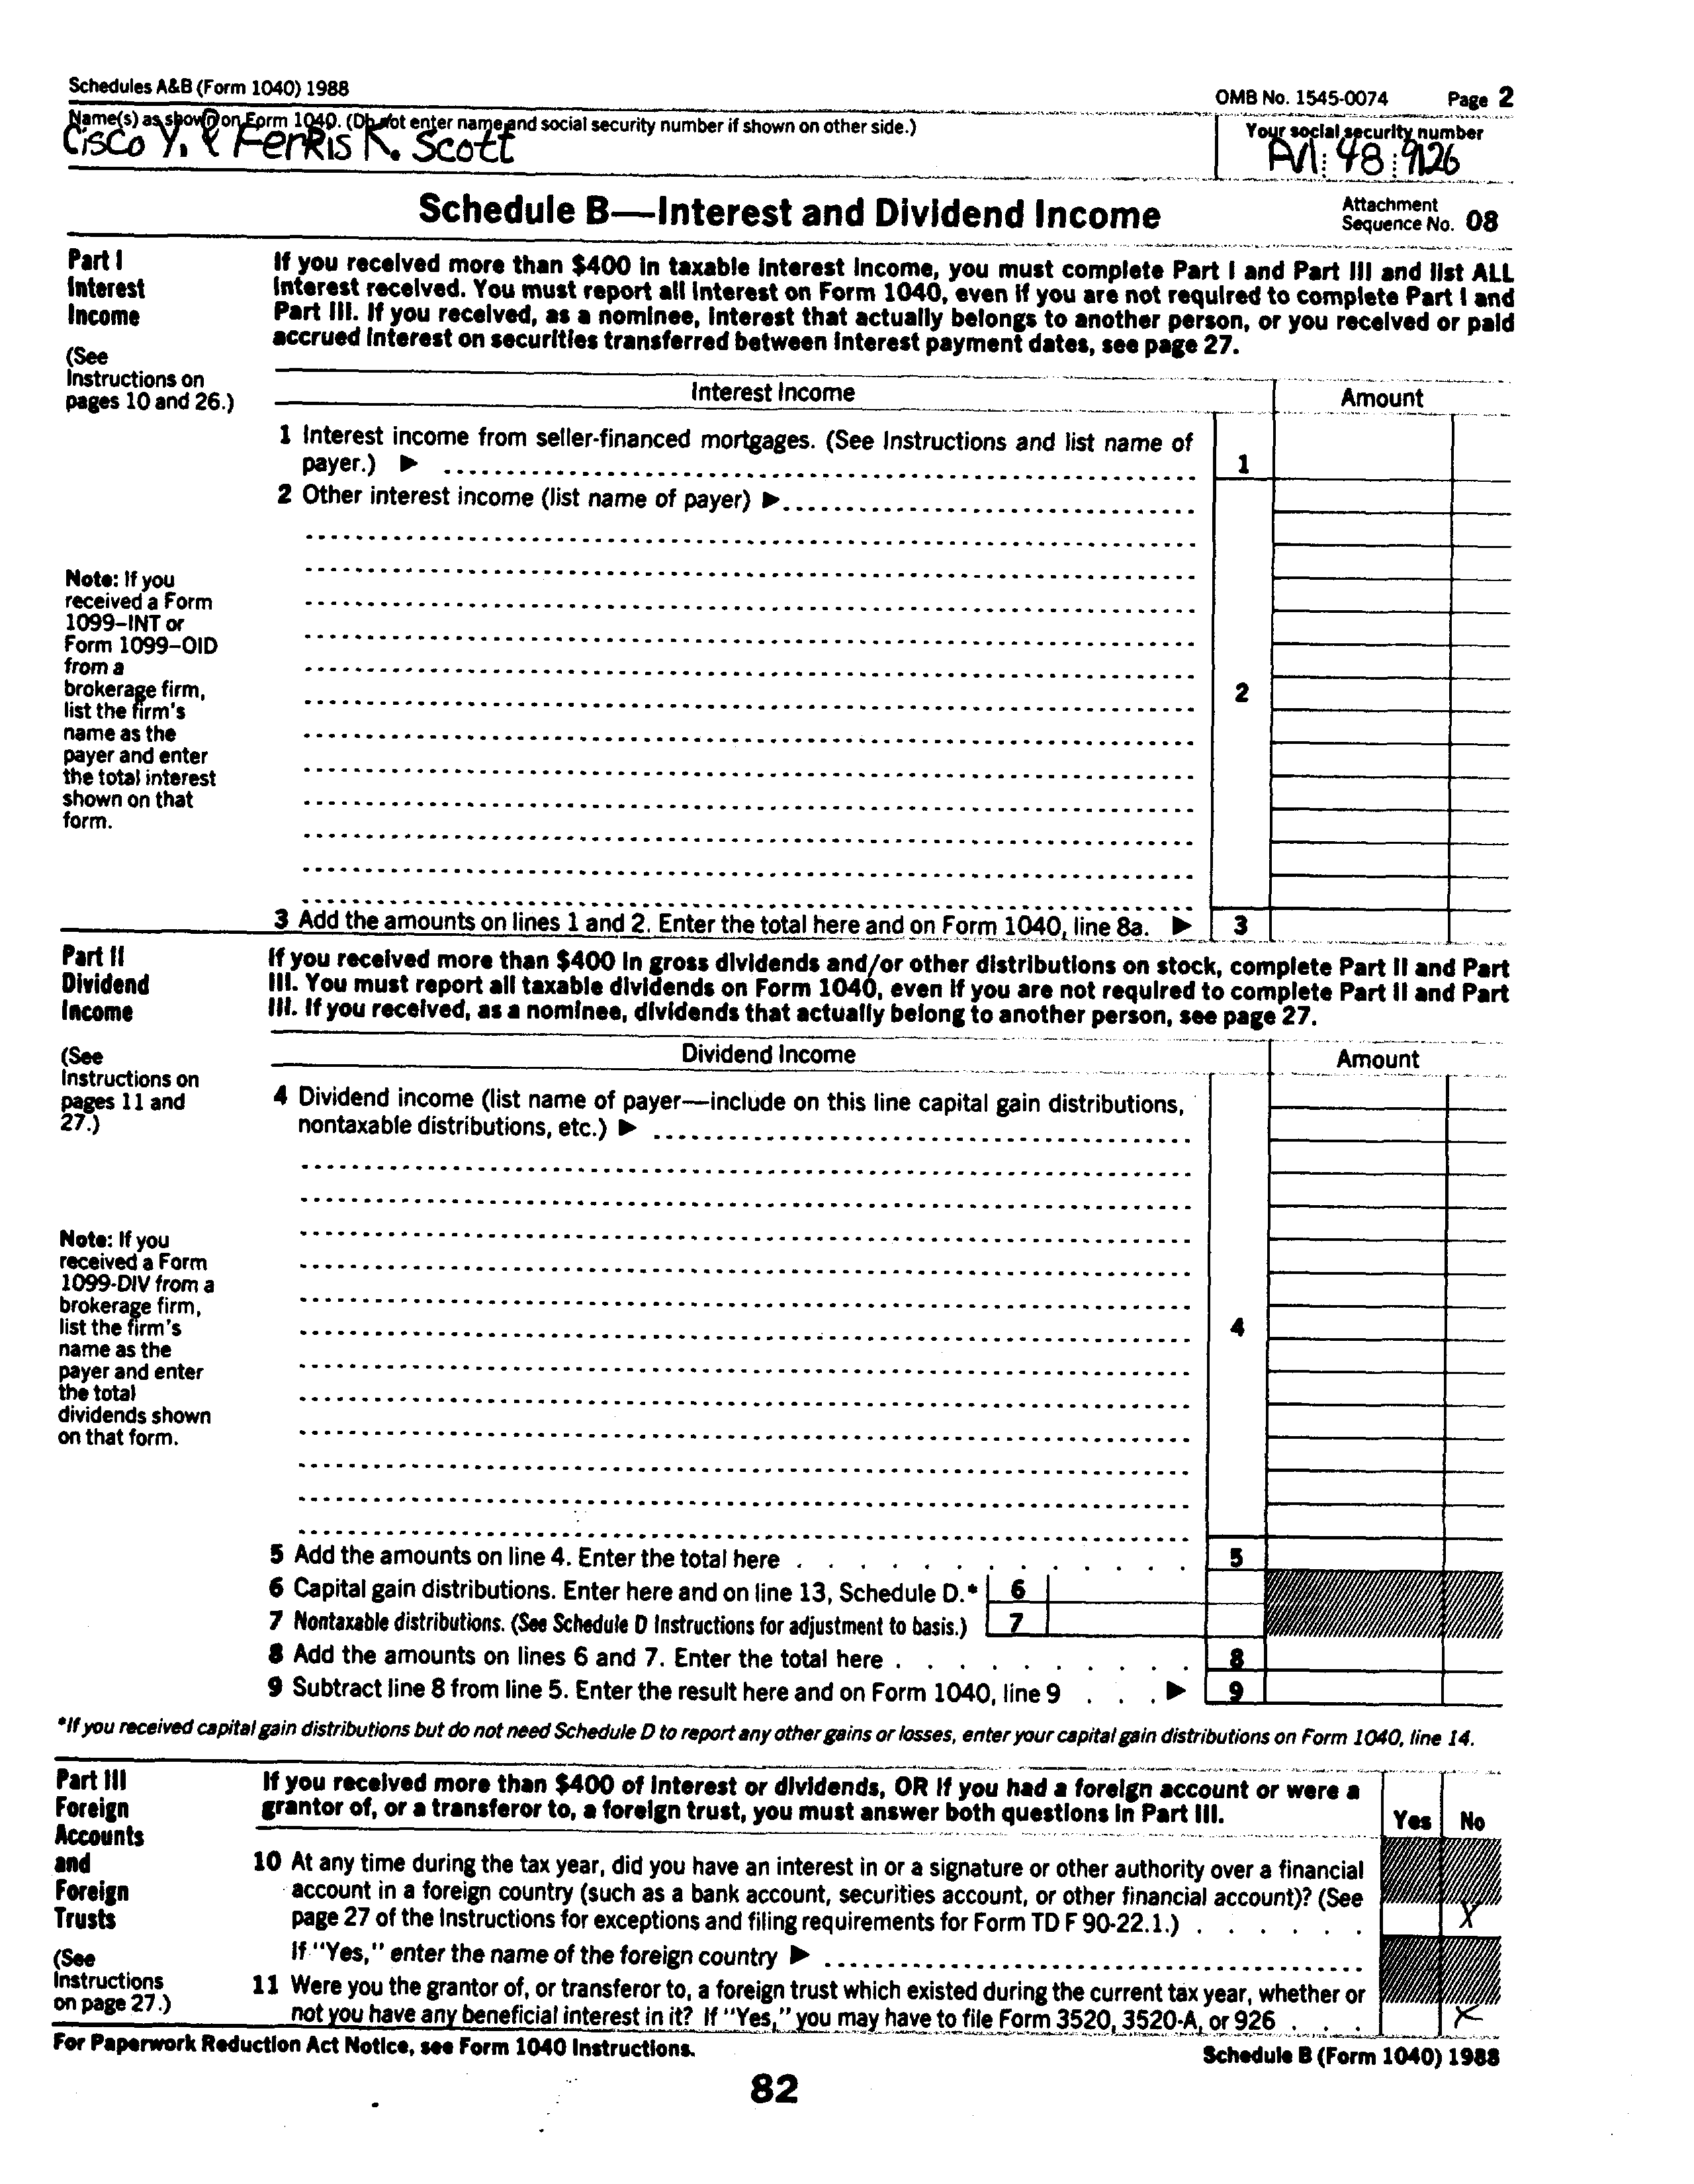 Schedules A&B (Form 1040) 1988
OMB No. 1545-0074 Page 2
Name(s) as shown on Form 1040. (Do not enter name and social security number if shown on other side.)
Your social security number
Cisco Y. & Ferris K. Scott
48 9126
Schedule B—Interest and Dividend Income
Attachment
Sequence No. 08
Part I
Interest
Income
(See
Instructions on
pages 10 and 26.)
If you received more than $400 in taxable interest income, you must complete Part I and Part III and list ALL
interest received. You must report all interest on Form 1040, even if you are not required to complete Part I and
Part III. If you received, as a nominee, interest that actually belongs to another person, or you received or paid
accrued interest on securities transferred between interest payment dates, see page 27.
Interest Income
Amount
1 Interest income from seller-financed mortgages. (See Instructions and list name of
payer.) ▶
1
2 Other interest income (list name of payer) ▶
Note: If you
received a Form
1099–INT or
Form 1099–OID
from a
brokerage firm,
list the firm's
name as the
payer and enter
the total interest
shown on that
form.
2
3 Add the amounts on lines 1 and 2. Enter the total here and on Form 1040, line 8a. ▶ 3
Part II
Dividend
Income
(See
Instructions on
pages 11 and
27.)
If you received more than $400 in gross dividends and/or other distributions on stock, complete Part II and Part
III. You must report all taxable dividends on Form 1040, even if you are not required to complete Part II and Part
III. If you received, as a nominee, dividends that actually belong to another person, see page 27.
Dividend Income
Amount
4 Dividend income (list name of payer—include on this line capital gain distributions,
nontaxable distributions, etc.) ▶
Note: If you
received a Form
1099-DIV from a
brokerage firm,
list the firm's
name as the
payer and enter
the total
dividends shown
on that form.
4
5 Add the amounts on line 4. Enter the total here . . . . . . . . . . . . . 5
6 Capital gain distributions. Enter here and on line 13, Schedule D.* 6
7 Nontaxable distributions. (See Schedule D Instructions for adjustment to basis.) 7
8 Add the amounts on lines 6 and 7. Enter the total here . . . . . . . . . . 8
9 Subtract line 8 from line 5. Enter the result here and on Form 1040, line 9 . . . ▶ 9
*If you received capital gain distributions but do not need Schedule D to report any other gains or losses, enter your capital gain distributions on Form 1040, line 14.
Part III
Foreign
Accounts
and
Foreign
Trusts
(See
Instructions
on page 27.)
If you received more than $400 of interest or dividends, OR if you had a foreign account or were a
grantor of, or a transferor to, a foreign trust, you must answer both questions in Part III.
Yes No
10 At any time during the tax year, did you have an interest in or a signature or other authority over a financial
account in a foreign country (such as a bank account, securities account, or other financial account)? (See
page 27 of the Instructions for exceptions and filing requirements for Form TD F 90-22.1.) . . . . . . X
If "Yes," enter the name of the foreign country ▶
11 Were you the grantor of, or transferor to, a foreign trust which existed during the current tax year, whether or
not you have any beneficial interest in it? If "Yes," you may have to file Form 3520, 3520-A, or 926 . . . X
For Paperwork Reduction Act Notice, see Form 1040 Instructions.
Schedule B (Form 1040) 1988
82